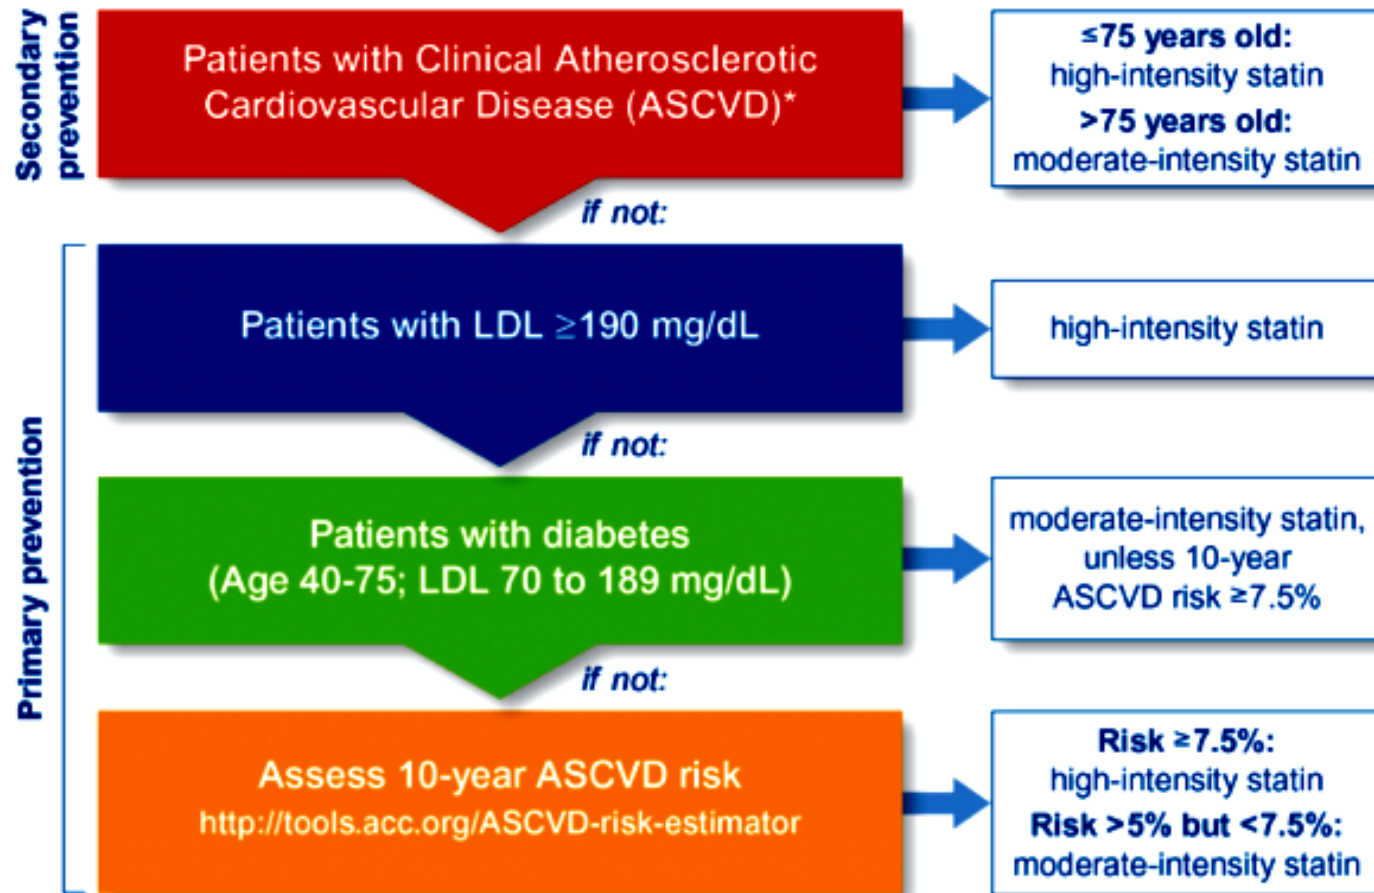 Secondary
prevention
Patients with Clinical Atherosclerotic
Cardiovascular Disease (ASCVD)*
≤75 years old:
high-intensity statin
>75 years old:
moderate-intensity statin
if not:
Primary prevention
Patients with LDL ≥190 mg/dL
high-intensity statin
if not:
Patients with diabetes
(Age 40-75; LDL 70 to 189 mg/dL)
moderate-intensity statin,
unless 10-year
ASCVD risk ≥7.5%
if not:
Assess 10-year ASCVD risk
http://tools.acc.org/ASCVD-risk-estimator
Risk ≥7.5%:
high-intensity statin
Risk >5% but <7.5%:
moderate-intensity statin